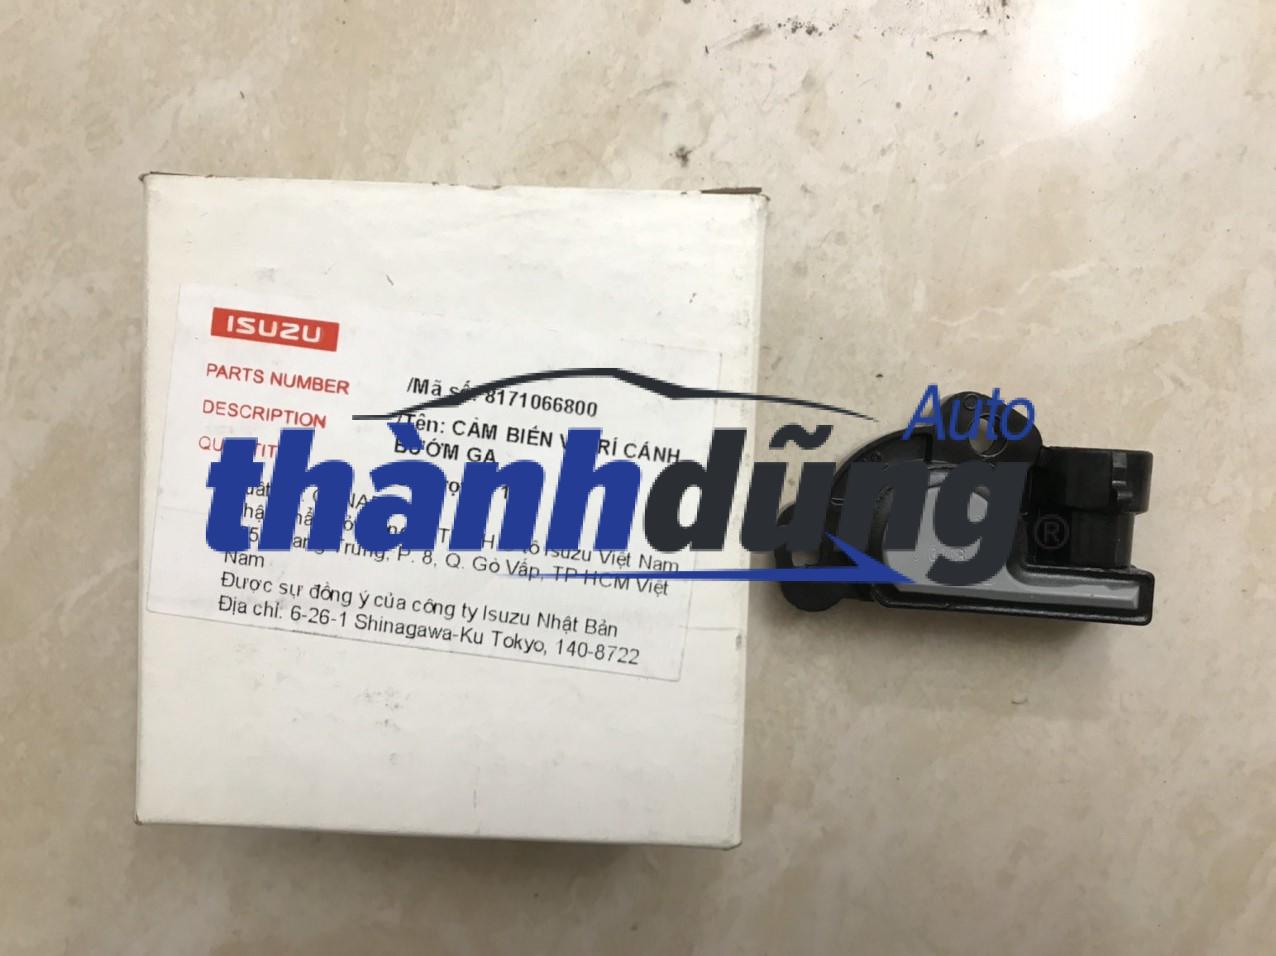 ISUZU
PARTS NUMBER /Mã số: 8171066800
DESCRIPTION /Tên: CẢM BIẾN VỊ TRÍ CÁNH
BƯỚM GA
Auto
thànhdũng
®
P. 8, Q. Gò Vấp, TP HCM Việt
Isuzu Việt Nam
Nam
Được sự đồng ý của công ty Isuzu Nhật Bản
Địa chỉ: 6-26-1 Shinagawa-Ku Tokyo, 140-8722